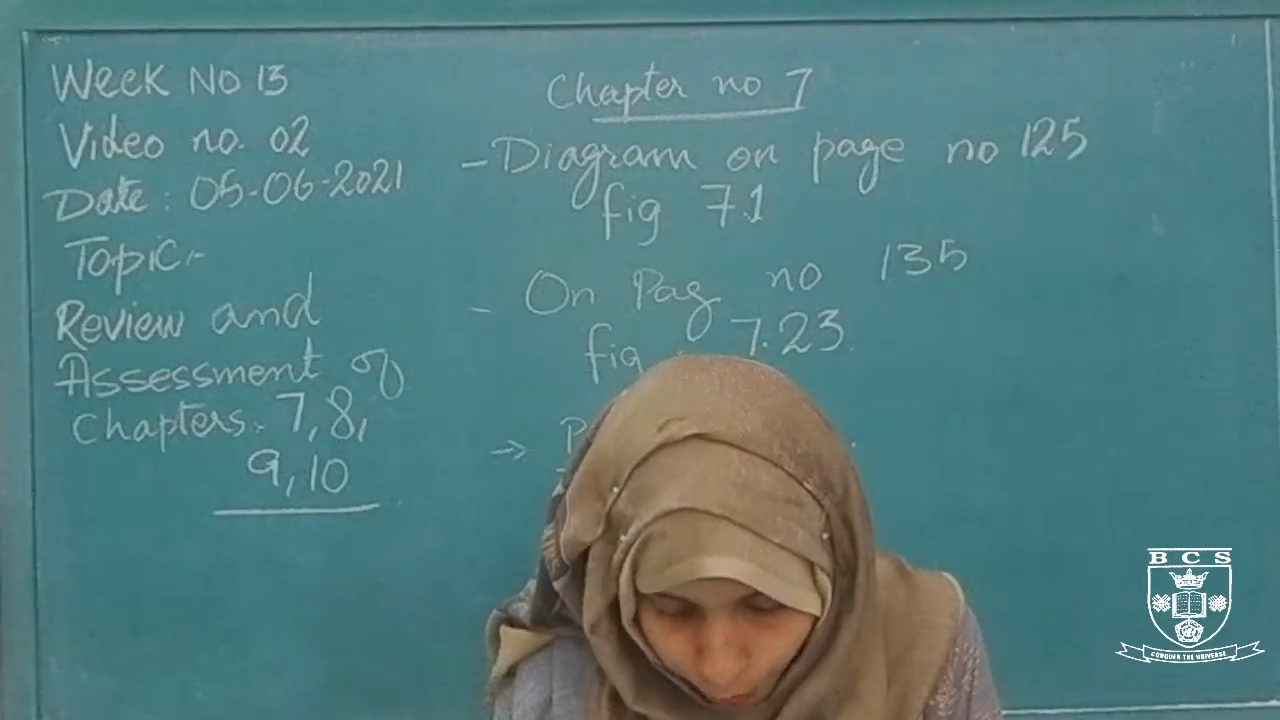 Week No 13
Video no. 02
Date: 05-06-2021
Topic:-
Review and
Assessment of
Chapters:- 7, 8,
9, 10
Chapter no 7
- Diagram on page no 125
fig 7.1
- On Pag no 135
fig 7.23
→ P
BCS
CONQUER THE UNIVERSE